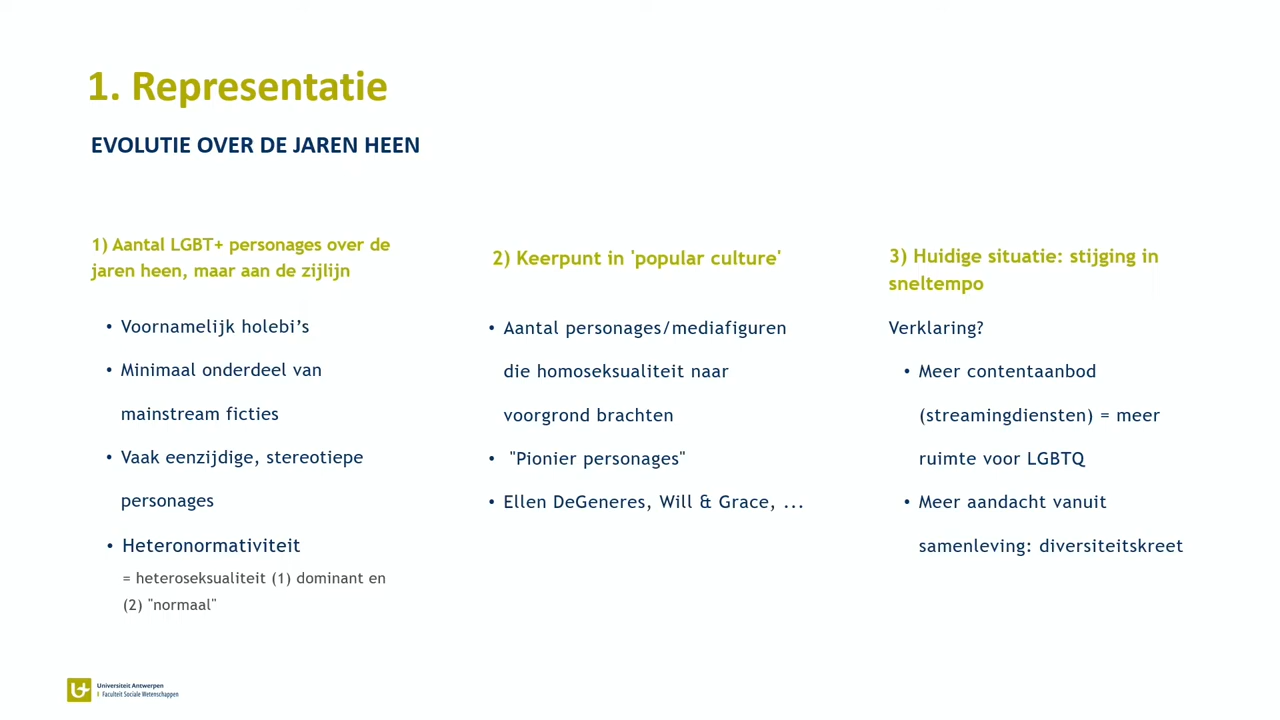 1. Representatie
EVOLUTIE OVER DE JAREN HEEN
1) Aantal LGBT+ personages over de
jaren heen, maar aan de zijlijn
• Voornamelijk holebi’s
• Minimaal onderdeel van
mainstream ficties
• Vaak eenzijdige, stereotiepe
personages
• Heteronormativiteit
= heteroseksualiteit (1) dominant en
(2) "normaal"
2) Keerpunt in 'popular culture'
• Aantal personages/mediafiguren
die homoseksualiteit naar
voorgrond brachten
• "Pionier personages"
• Ellen DeGeneres, Will & Grace, ...
3) Huidige situatie: stijging in
sneltempo
Verklaring?
• Meer contentaanbod
(streamingdiensten) = meer
ruimte voor LGBTQ
• Meer aandacht vanuit
samenleving: diversiteitskreet
Universiteit Antwerpen
| Faculteit Sociale Wetenschappen